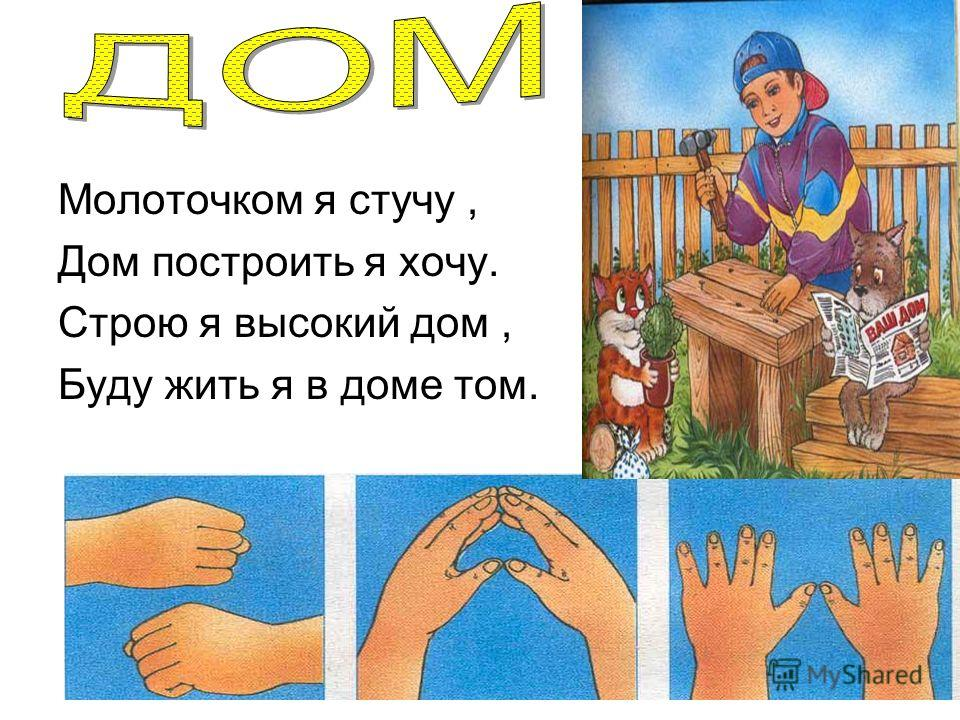 ДОМ
Молоточком я стучу ,
Дом построить я хочу.
Строю я высокий дом ,
Буду жить я в доме том.
ВАШ ДОМ
MyShared